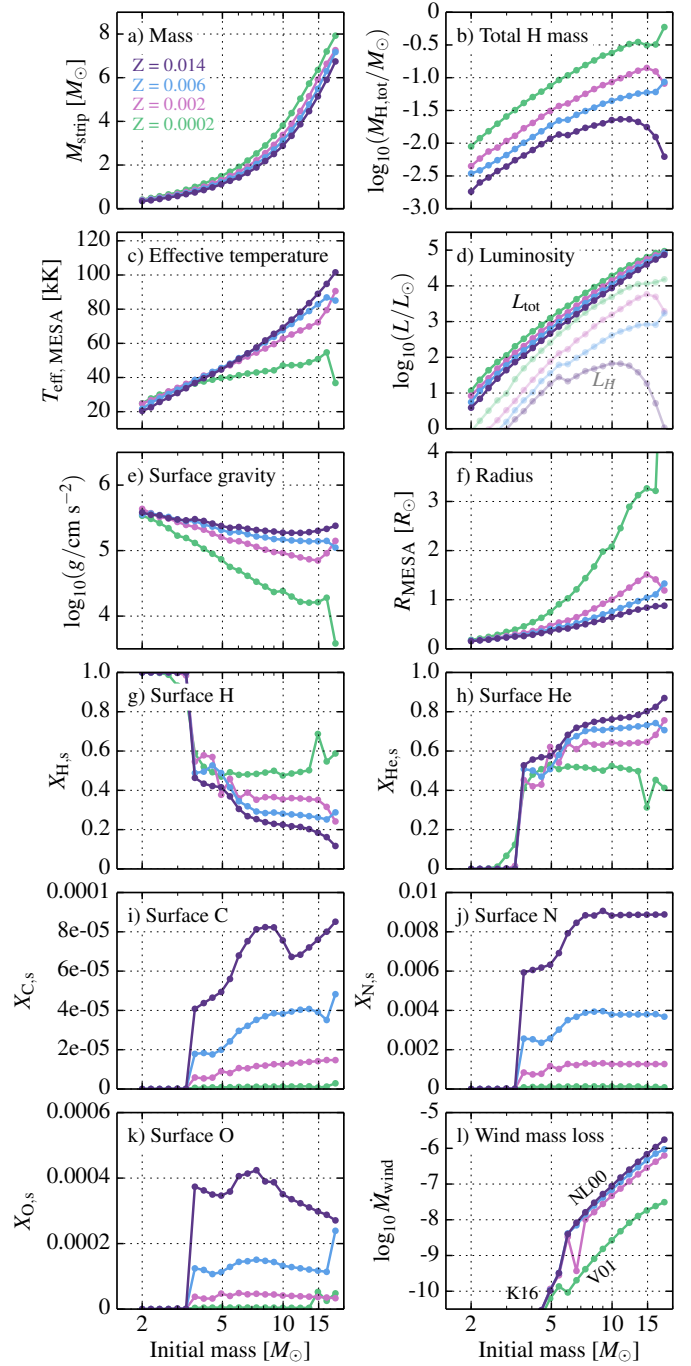 a) Mass
Z = 0.014
Z = 0.006
Z = 0.002
Z = 0.0002
M_strip [M_⊙]
8
6
4
2
0
b) Total H mass
log_10(M_H,tot/M_⊙)
0.0
-0.5
-1.0
-1.5
-2.0
-2.5
-3.0
c) Effective temperature
T_eff, MESA [kK]
120
100
80
60
40
20
d) Luminosity
L_tot
L_H
log_10(L/L_⊙)
5
4
3
2
1
0
e) Surface gravity
log_10(g/cm s^−2)
6
5
4
f) Radius
R_MESA [R_⊙]
4
3
2
1
0
g) Surface H
X_H,s
1.0
0.8
0.6
0.4
0.2
0
h) Surface He
X_He,s
1.0
0.8
0.6
0.4
0.2
0
i) Surface C
X_C,s
0.0001
8e-05
6e-05
4e-05
2e-05
0
j) Surface N
X_N,s
0.01
0.008
0.006
0.004
0.002
0
k) Surface O
X_O,s
0.0006
0.0004
0.0002
0
2 5 10 15
Initial mass [M_⊙]
l) Wind mass loss
NL00
V01
K16
log_10 M_wind
-5
-6
-7
-8
-9
-10
2 5 10 15
Initial mass [M_⊙]